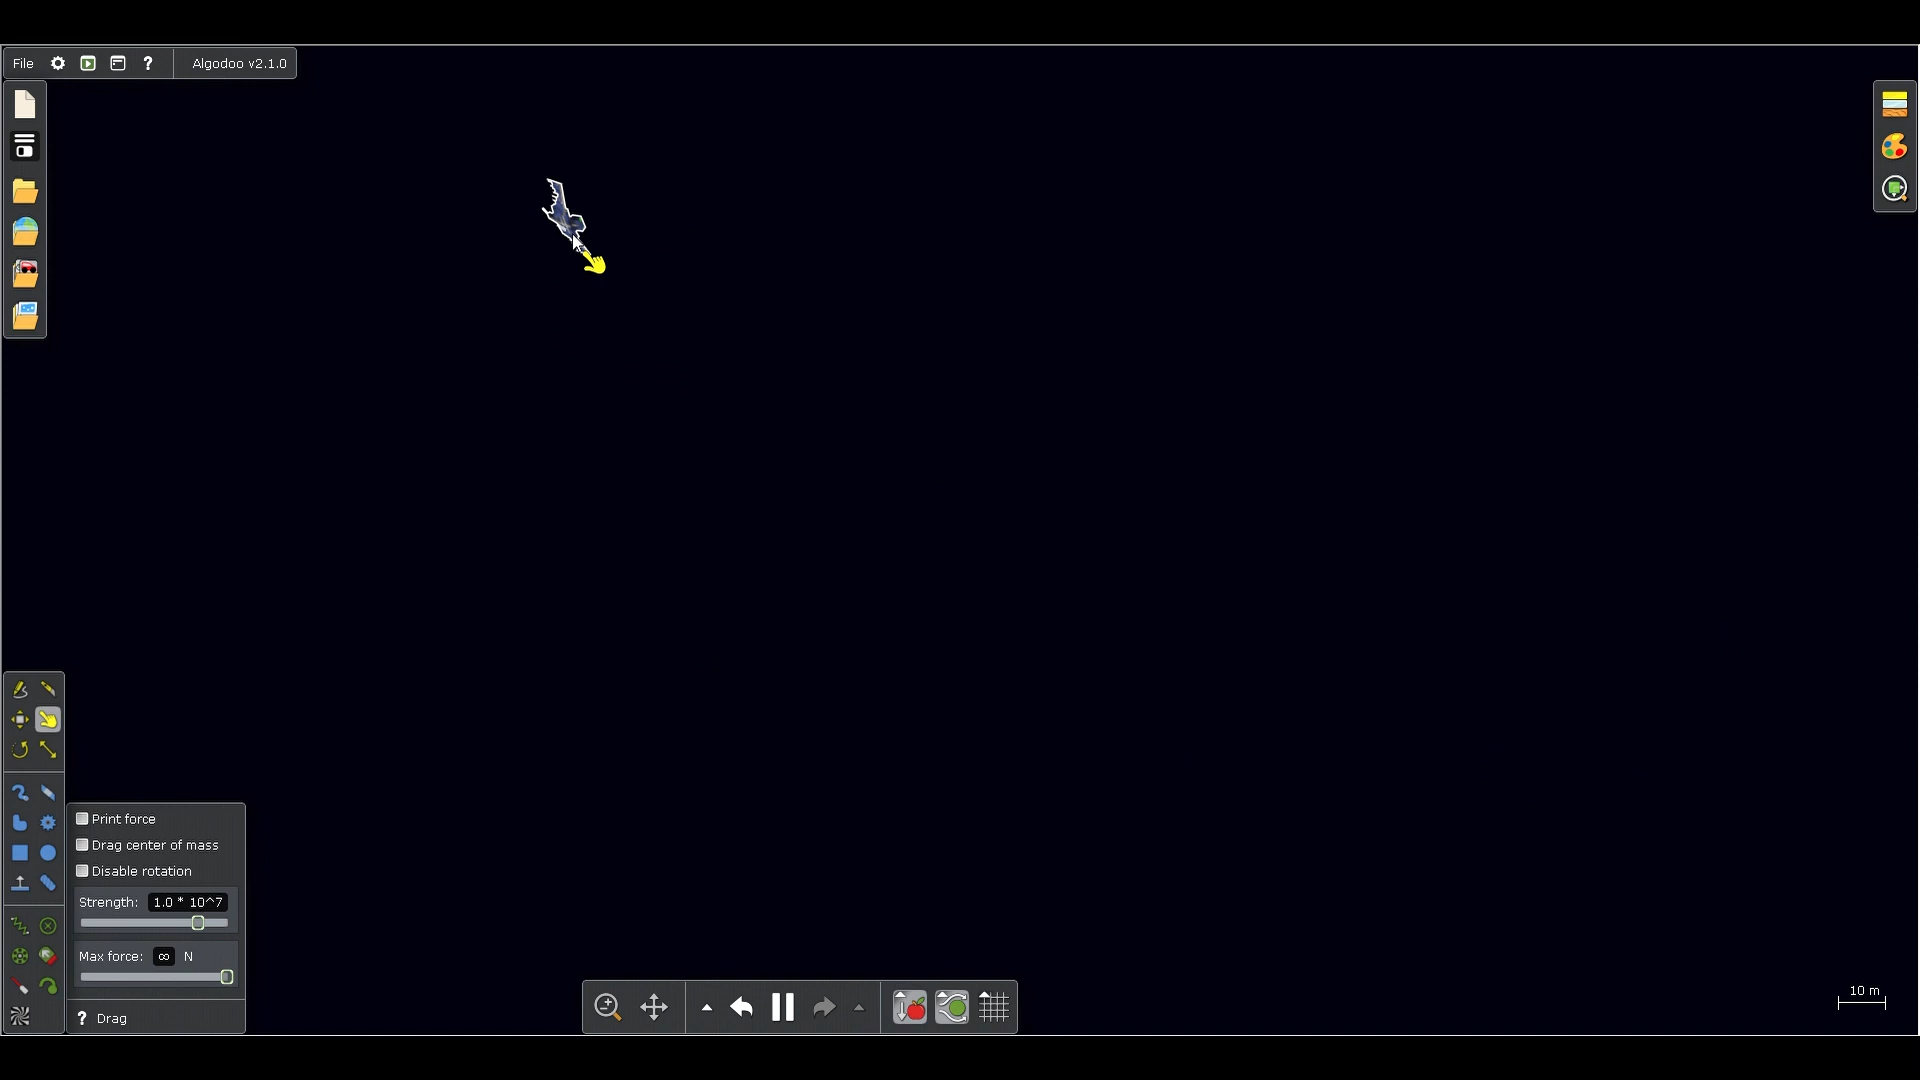 File ? Algodoo v2.1.0
Print force
Drag center of mass
Disable rotation
Strength: 1.0 * 10^7
Max force: ∞ N
? Drag
10 m